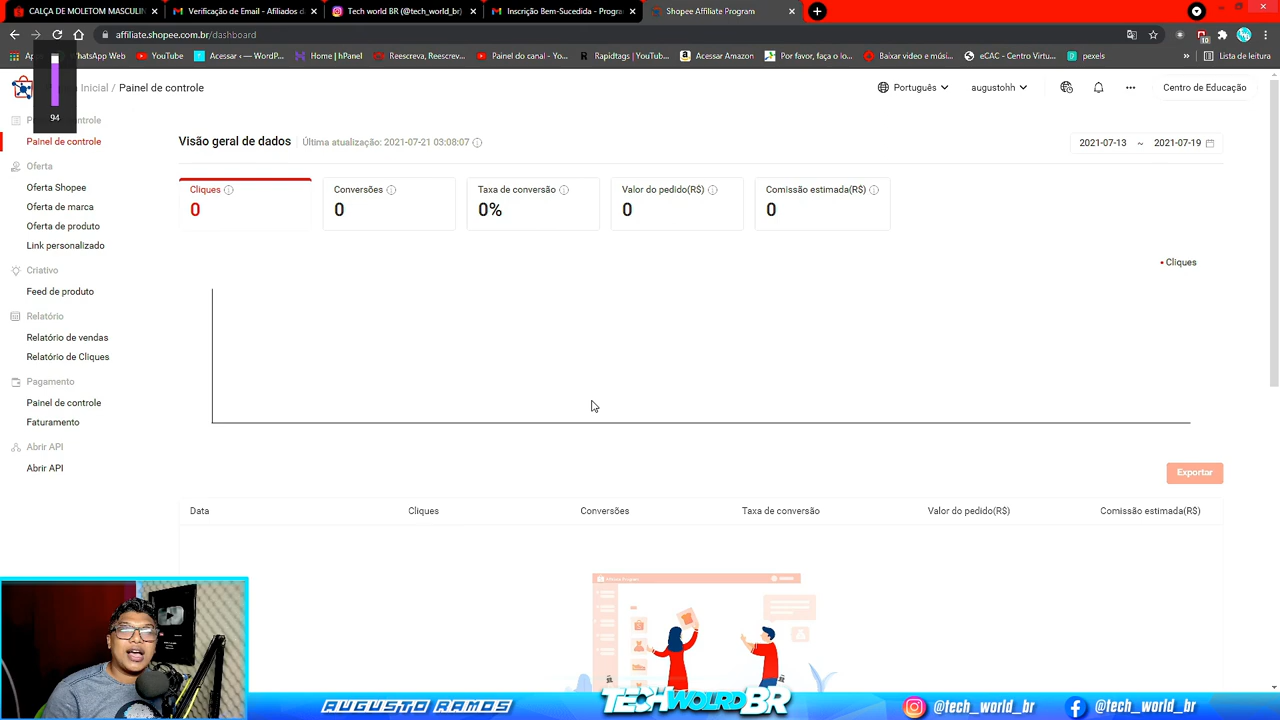 CALÇA DE MOLETOM MASCULIN
Verificação de Email - Afiliados da
Tech world BR (@tech_world_br)
Inscrição Bem-Sucedida - Progra
Shopee Affiliate Program
affiliate.shopee.com.br/dashboard
WhatsApp Web
YouTube
Acessar ‹ — WordP...
Home | hPanel
Reescreva, Reescrev...
Painel do canal - Yo...
Rapidtags | YouTub...
Acessar Amazon
Por favor, faça o lo...
Baixar vídeo e músi...
eCAC - Centro Virtu...
pexels
Lista de leitura
94
Inicial / Painel de controle
Português
augustohh
Centro de Educação
Painel de controle
Oferta
Oferta Shopee
Oferta de marca
Oferta de produto
Link personalizado
Criativo
Feed de produto
Relatório
Relatório de vendas
Relatório de Cliques
Pagamento
Painel de controle
Faturamento
Abrir API
Abrir API
Visão geral de dados
Última atualização: 2021-07-21 03:08:07
2021-07-13 ~ 2021-07-19
Cliques
0
Conversões
0
Taxa de conversão
0%
Valor do pedido(R$)
0
Comissão estimada(R$)
0
Cliques
Exportar
Data Cliques Conversões Taxa de conversão Valor do pedido(R$) Comissão estimada(R$)
AUGUSTO RAMOS
TECHWOLRDBR
@tech_world_br
@tech_world_br